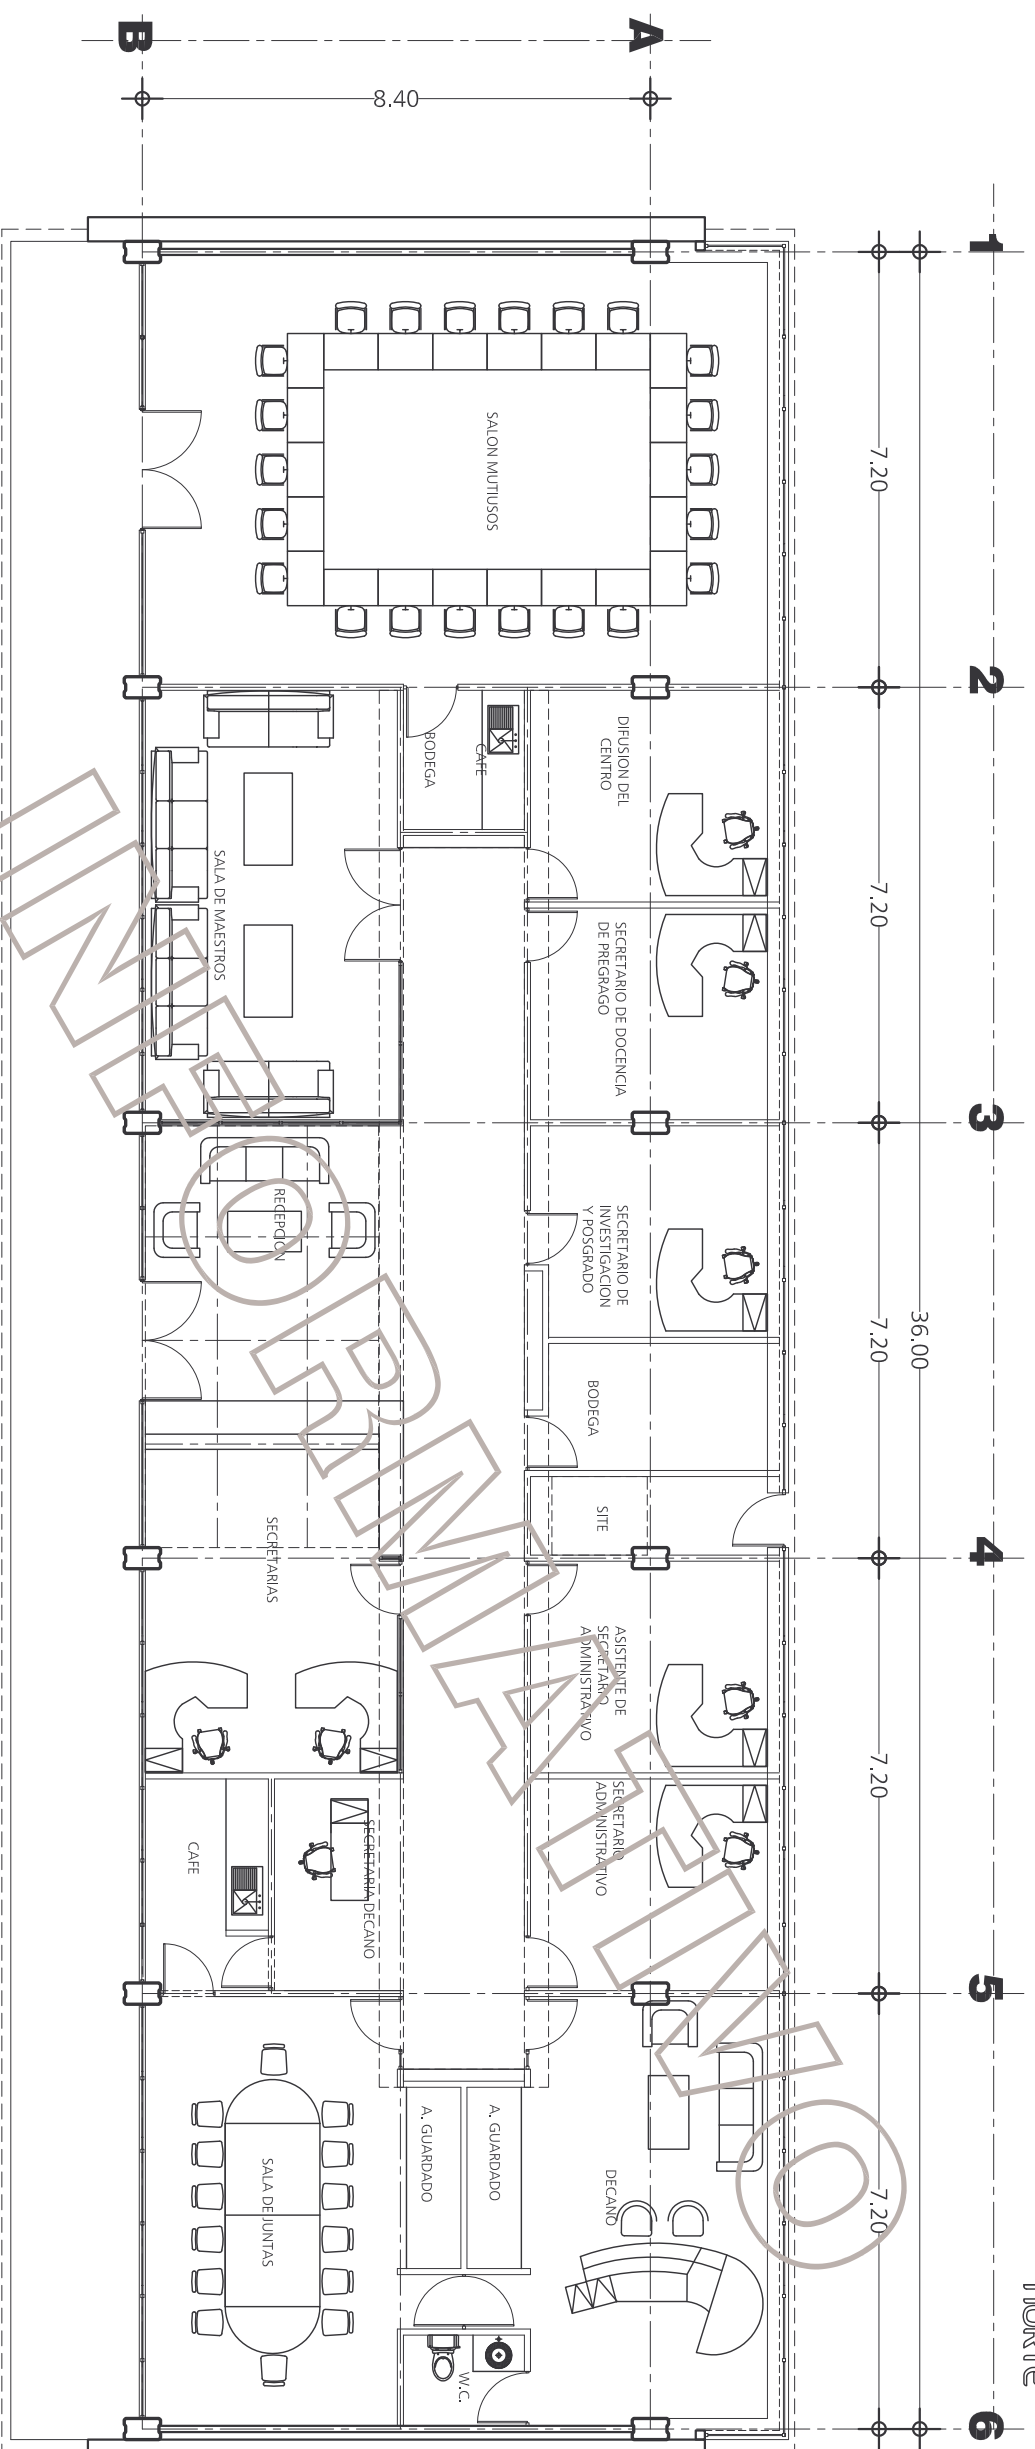 B
A
8.40
1
2
3
4
5
6
7.20
7.20
7.20
7.20
7.20
36.00
SALON MUTIUSOS
BODEGA
CAFE
DIFUSION DEL
CENTRO
SALA DE MAESTROS
SECRETARIO DE DOCENCIA
DE PREGRAGO
RECEPCION
SECRETARIO DE
INVESTIGACION
Y POSGRADO
BODEGA
SITE
SECRETARIAS
ASISTENTE DE
SECRETARIO
ADMINISTRATIVO
SECRETARIO
ADMINISTRATIVO
CAFE
SECRETARIA DECANO
SALA DE JUNTAS
A. GUARDADO
A. GUARDADO
DECANO
W.C.
INFORMATIVO
norte